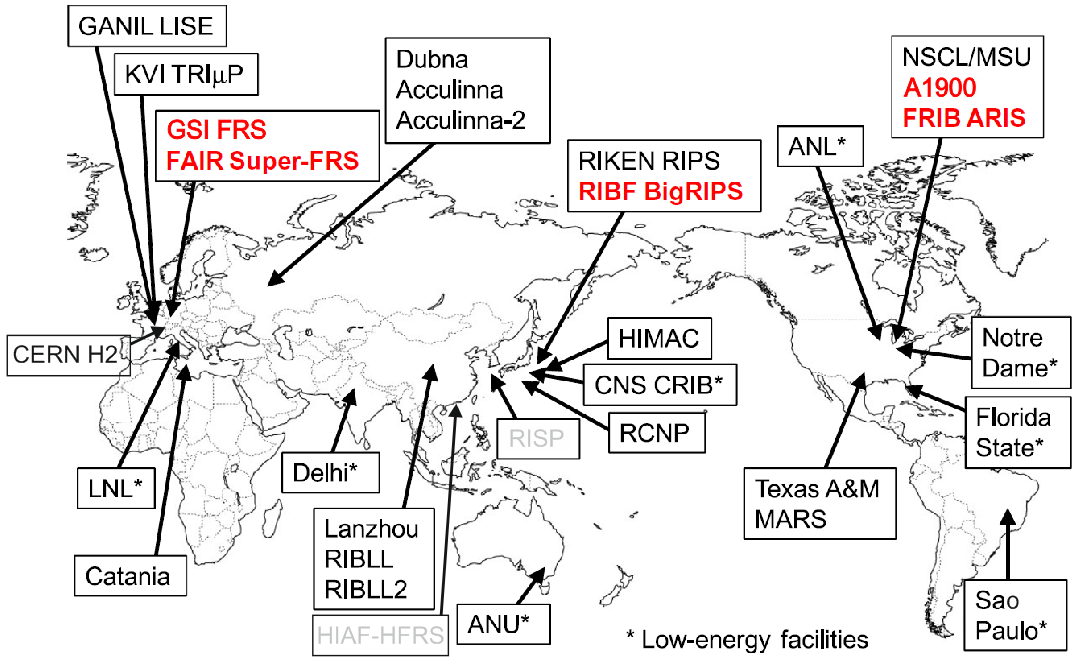 GANIL LISE
KVI TRIμP
GSI FRS
FAIR Super-FRS
Dubna
Acculinna
Acculinna-2
RIKEN RIPS
RIBF BigRIPS
ANL*
NSCL/MSU
A1900
FRIB ARIS
CERN H2
HIMAC
CNS CRIB*
RCNP
RISP
Notre
Dame*
Florida
State*
LNL*
Delhi*
Texas A&M
MARS
Catania
Lanzhou
RIBLL
RIBLL2
HIAF-HFRS
ANU*
Sao
Paulo*
* Low-energy facilities